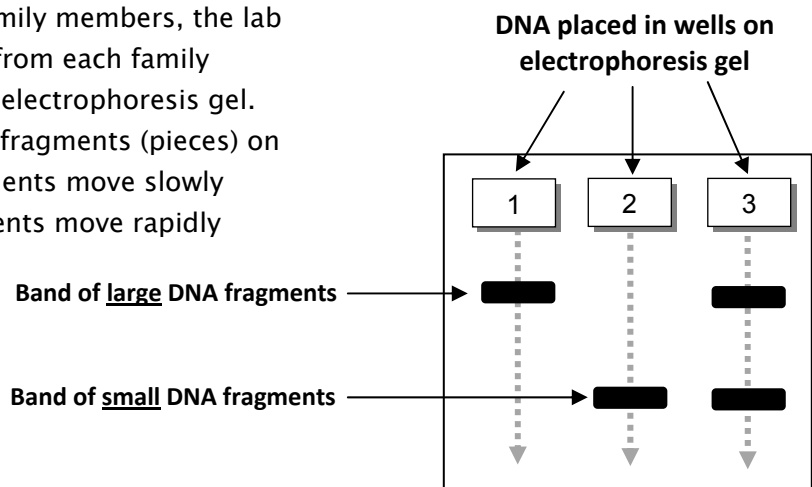 mily members, the lab
from each family
electrophoresis gel.
fragments (pieces) on
ents move slowly
ents move rapidly
DNA placed in wells on
electrophoresis gel
1
2
3
Band of large DNA fragments
Band of small DNA fragments